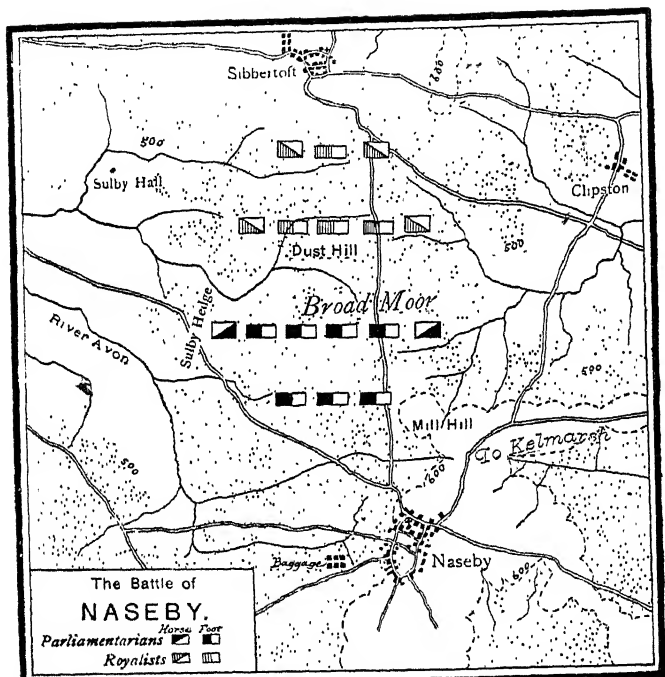 Sibbertoft
600
500
Sulby Hall
Clipston
Dust Hill
500
Broad Moor
Sulby Hedge
River Avon
500
Mill Hill
To Kelmarsh
500
600
Baggage
Naseby
600
The Battle of
NASEBY.
Horse Foot
Parliamentarians
Royalists